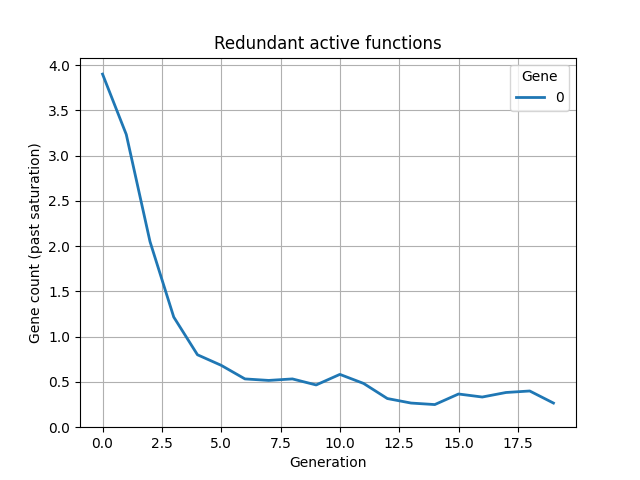 Redundant active functions
Gene
0
Gene count (past saturation)
4.0
3.5
3.0
2.5
2.0
1.5
1.0
0.5
0.0
0.0 2.5 5.0 7.5 10.0 12.5 15.0 17.5
Generation